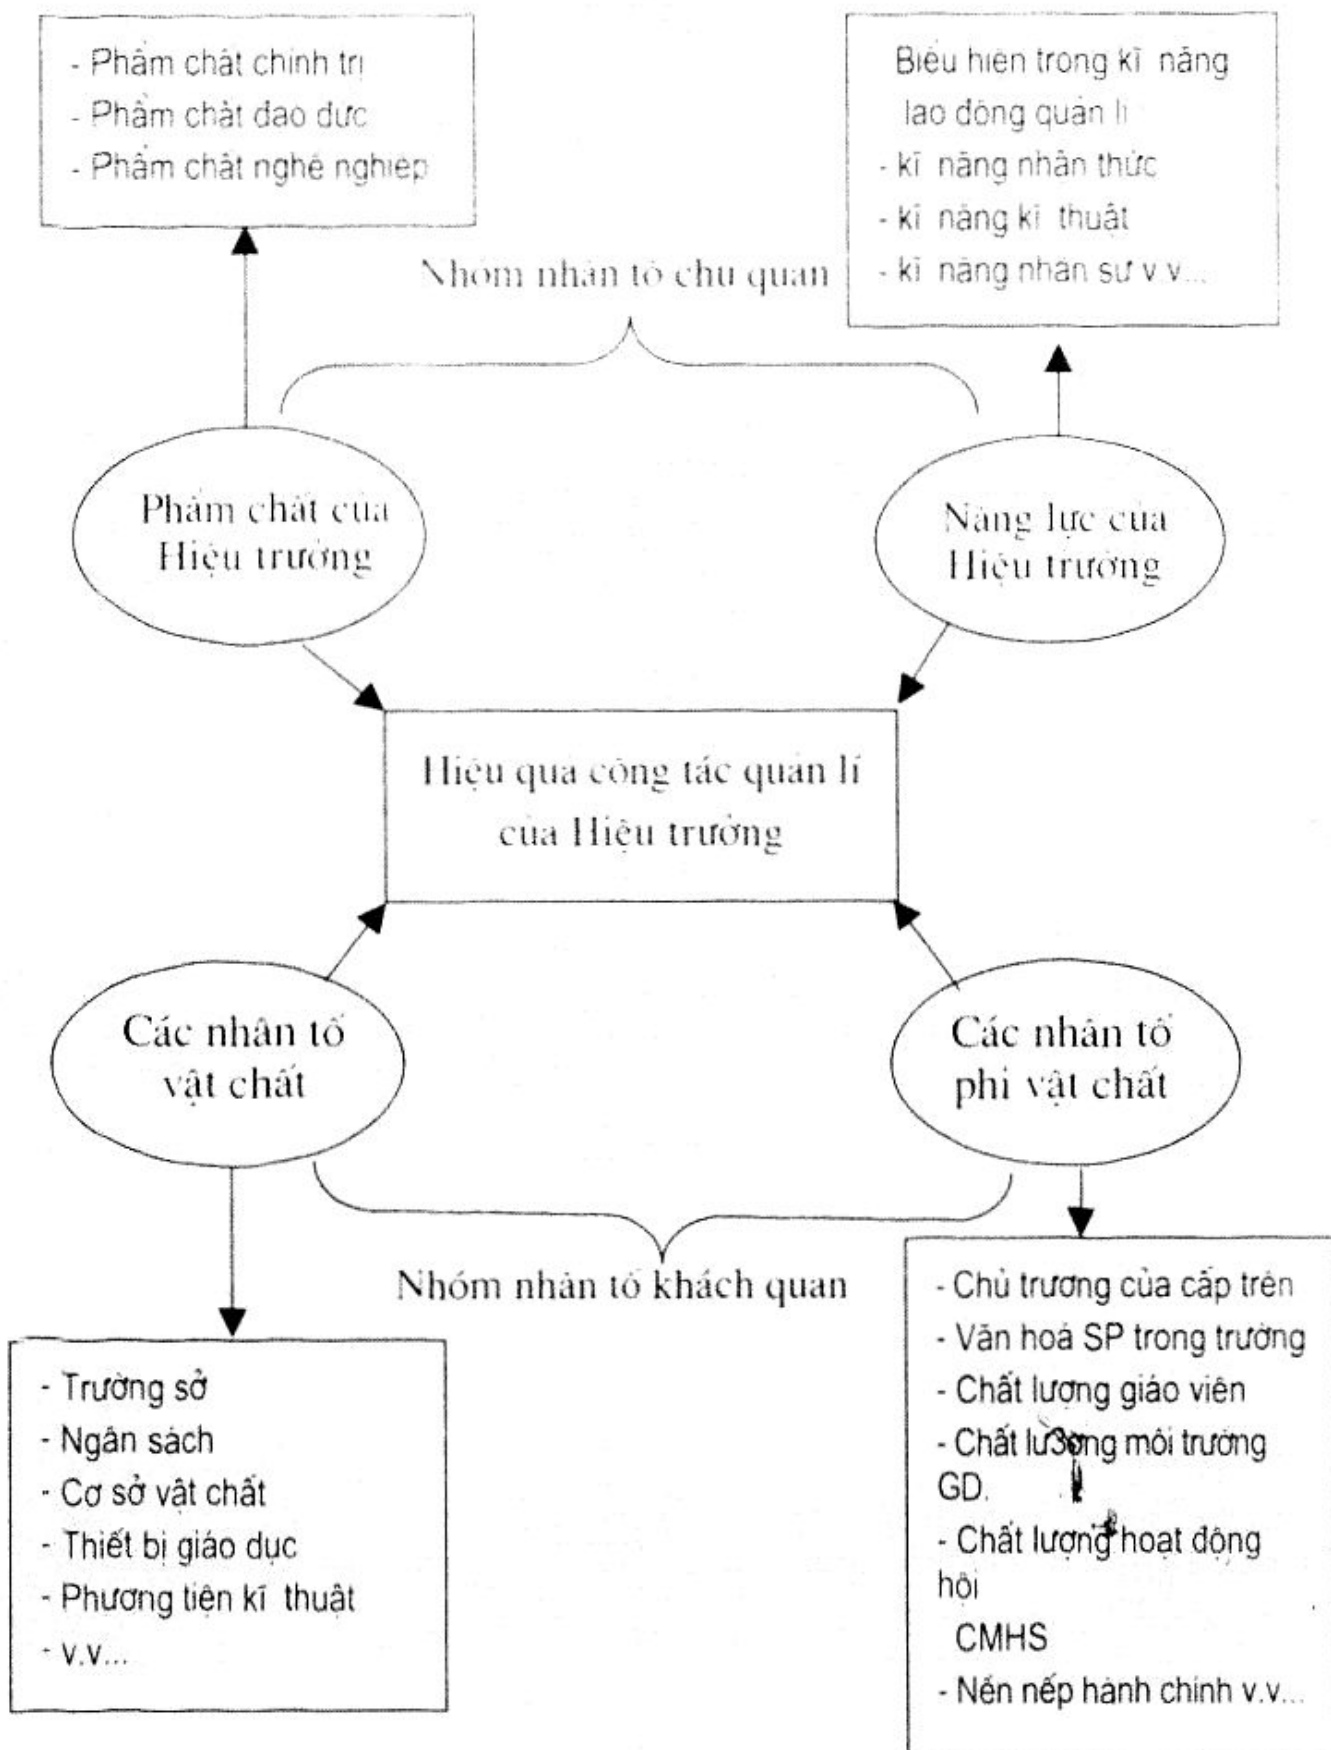 - Phẩm chất chính trị
- Phẩm chất đạo đức
- Phẩm chất nghề nghiệp
Biểu hiện trong kĩ năng
lao động quản lí
- kĩ năng nhận thức
- kĩ năng kĩ thuật
- kĩ năng nhân sự v.v...
Nhóm nhân tố chủ quan
Phẩm chất của
Hiệu trưởng
Năng lực của
Hiệu trưởng
Hiệu quả công tác quản lí
của Hiệu trưởng
Các nhân tố
vật chất
Các nhân tố
phi vật chất
Nhóm nhân tố khách quan
- Trường sở
- Ngân sách
- Cơ sở vật chất
- Thiết bị giáo dục
- Phương tiện kĩ thuật
- v.v...
- Chủ trương của cấp trên
- Văn hoá SP trong trường
- Chất lượng giáo viên
- Chất lư3ợng môi trường
GD.
- Chất lượng hoạt động
hội
CMHS
- Nền nếp hành chính v.v...